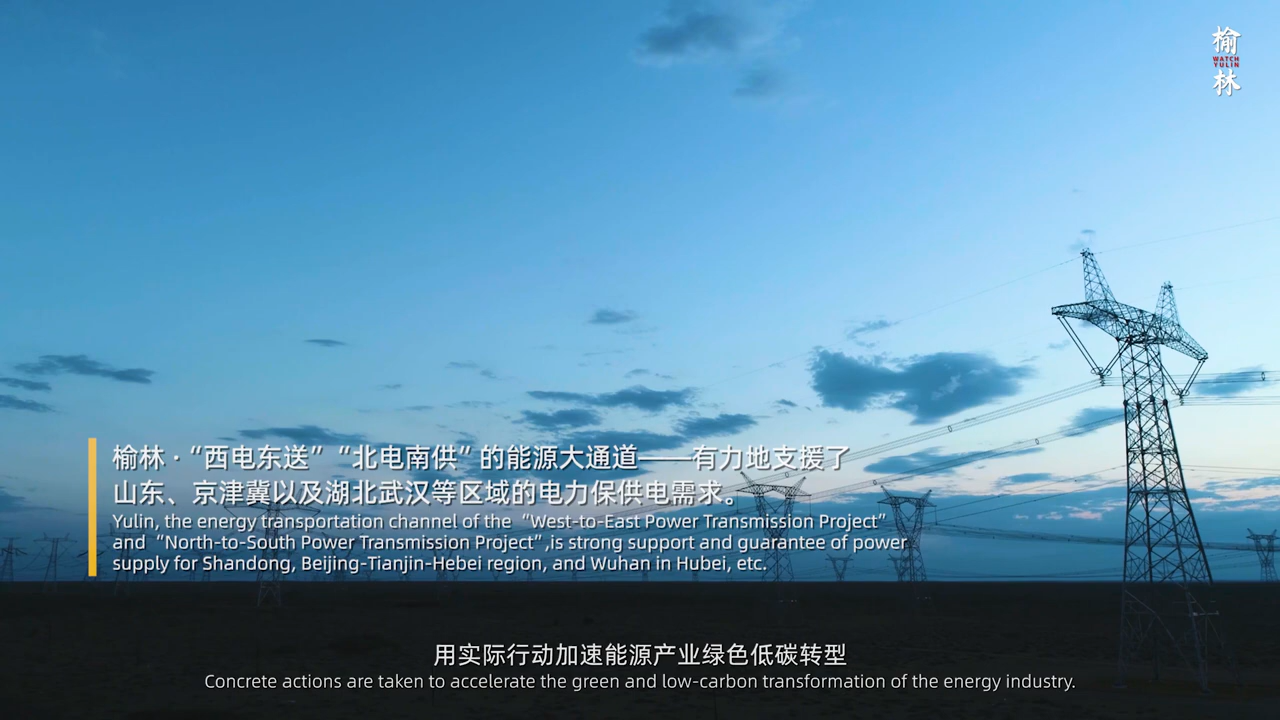 榆
WATCH
YULIN
林
榆林·“西电东送”“北电南供”的能源大通道——有力地支援了
山东、京津冀以及湖北武汉等区域的电力保供电需求。
Yulin, the energy transportation channel of the “West-to-East Power Transmission Project”
and “North-to-South Power Transmission Project”,is strong support and guarantee of power
supply for Shandong, Beijing-Tianjin-Hebei region, and Wuhan in Hubei, etc.
用实际行动加速能源产业绿色低碳转型
Concrete actions are taken to accelerate the green and low-carbon transformation of the energy industry.